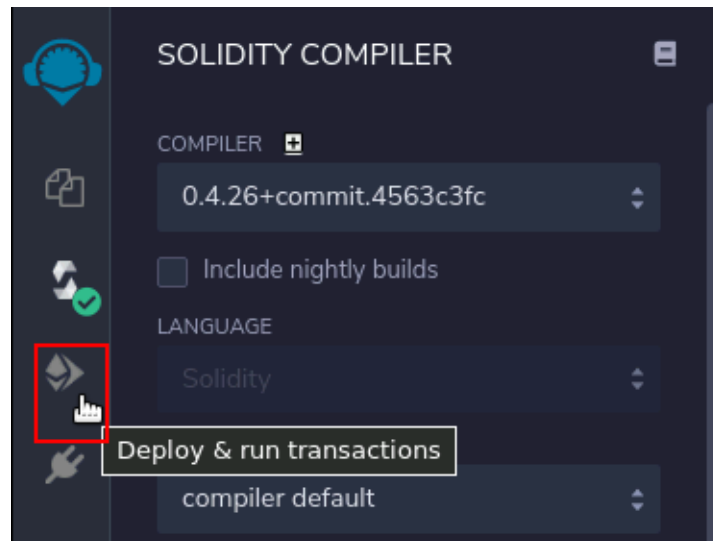 SOLIDITY COMPILER
COMPILER
0.4.26+commit.4563c3fc
Include nightly builds
LANGUAGE
Solidity
Deploy & run transactions
compiler default